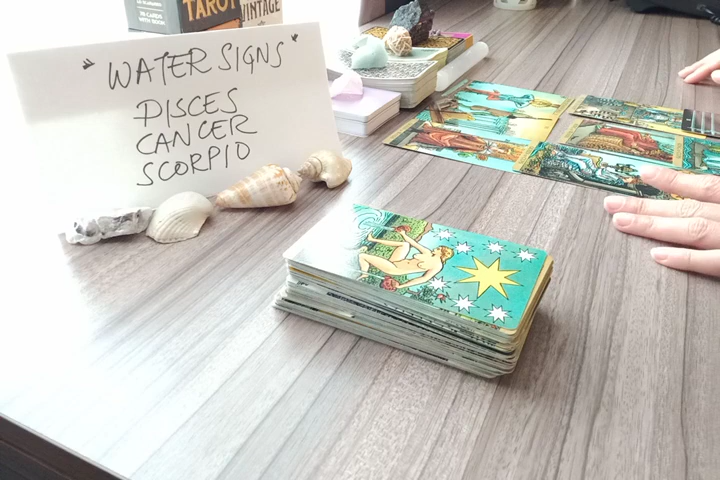 TAROT
VINTAGE
"WATER SIGNS"
PISCES
CANCER
SCORPIO